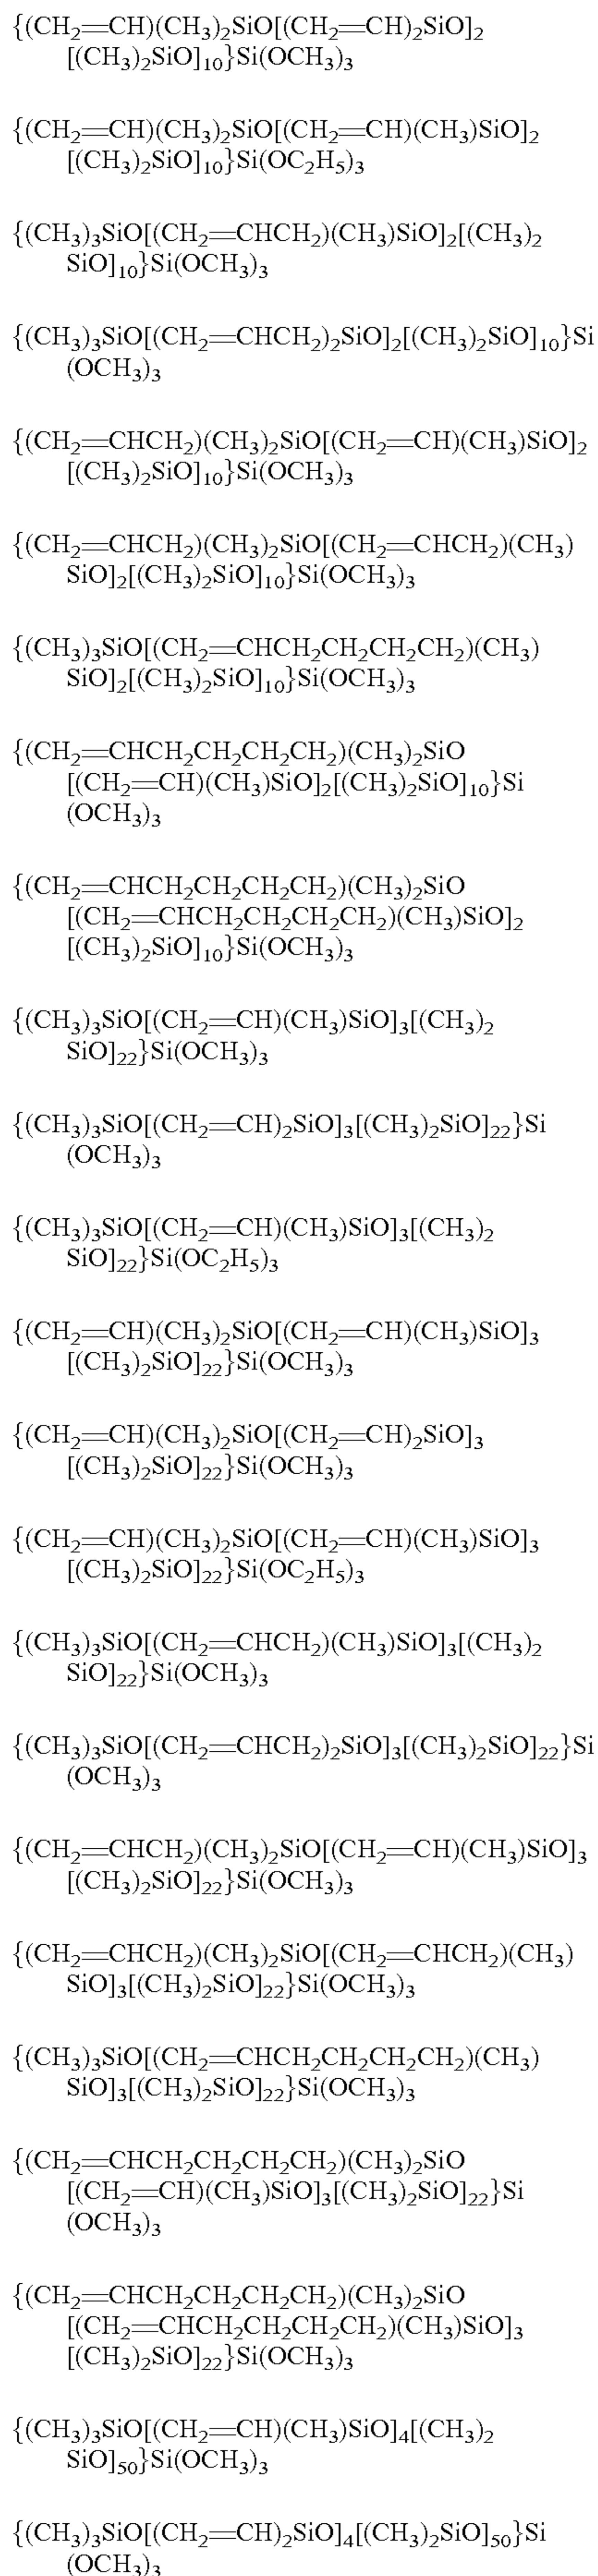 {(CH₂=CH)(CH₃)₂SiO[(CH₂=CH)₂SiO]₂
[(CH₃)₂SiO]₁₀}Si(OCH₃)₃
{(CH₂=CH)(CH₃)₂SiO[(CH₂=CH)(CH₃)SiO]₂
[(CH₃)₂SiO]₁₀}Si(OC₂H₅)₃
{(CH₃)₃SiO[(CH₂=CHCH₂)(CH₃)SiO]₂[(CH₃)₂
SiO]₁₀}Si(OCH₃)₃
{(CH₃)₃SiO[(CH₂=CHCH₂)₂SiO]₂[(CH₃)₂SiO]₁₀}Si
(OCH₃)₃
{(CH₂=CHCH₂)(CH₃)₂SiO[(CH₂=CH)(CH₃)SiO]₂
[(CH₃)₂SiO]₁₀}Si(OCH₃)₃
{(CH₂=CHCH₂)(CH₃)₂SiO[(CH₂=CHCH₂)(CH₃)
SiO]₂[(CH₃)₂SiO]₁₀}Si(OCH₃)₃
{(CH₃)₃SiO[(CH₂=CHCH₂CH₂CH₂CH₂)(CH₃)
SiO]₂[(CH₃)₂SiO]₁₀}Si(OCH₃)₃
{(CH₂=CHCH₂CH₂CH₂CH₂)(CH₃)₂SiO
[(CH₂=CH)(CH₃)SiO]₂[(CH₃)₂SiO]₁₀}Si
(OCH₃)₃
{(CH₂=CHCH₂CH₂CH₂CH₂)(CH₃)₂SiO
[(CH₂=CHCH₂CH₂CH₂CH₂)(CH₃)SiO]₂
[(CH₃)₂SiO]₁₀}Si(OCH₃)₃
{(CH₃)₃SiO[(CH₂=CH)(CH₃)SiO]₃[(CH₃)₂
SiO]₂₂}Si(OCH₃)₃
{(CH₃)₃SiO[(CH₂=CH)₂SiO]₃[(CH₃)₂SiO]₂₂}Si
(OCH₃)₃
{(CH₃)₃SiO[(CH₂=CH)(CH₃)SiO]₃[(CH₃)₂
SiO]₂₂}Si(OC₂H₅)₃
{(CH₂=CH)(CH₃)₂SiO[(CH₂=CH)(CH₃)SiO]₃
[(CH₃)₂SiO]₂₂}Si(OCH₃)₃
{(CH₂=CH)(CH₃)₂SiO[(CH₂=CH)₂SiO]₃
[(CH₃)₂SiO]₂₂}Si(OCH₃)₃
{(CH₂=CH)(CH₃)₂SiO[(CH₂=CH)(CH₃)SiO]₃
[(CH₃)₂SiO]₂₂}Si(OC₂H₅)₃
{(CH₃)₃SiO[(CH₂=CHCH₂)(CH₃)SiO]₃[(CH₃)₂
SiO]₂₂}Si(OCH₃)₃
{(CH₃)₃SiO[(CH₂=CHCH₂)₂SiO]₃[(CH₃)₂SiO]₂₂}Si
(OCH₃)₃
{(CH₂=CHCH₂)(CH₃)₂SiO[(CH₂=CH)(CH₃)SiO]₃
[(CH₃)₂SiO]₂₂}Si(OCH₃)₃
{(CH₂=CHCH₂)(CH₃)₂SiO[(CH₂=CHCH₂)(CH₃)
SiO]₃[(CH₃)₂SiO]₂₂}Si(OCH₃)₃
{(CH₃)₃SiO[(CH₂=CHCH₂CH₂CH₂CH₂)(CH₃)
SiO]₃[(CH₃)₂SiO]₂₂}Si(OCH₃)₃
{(CH₂=CHCH₂CH₂CH₂CH₂)(CH₃)₂SiO
[(CH₂=CH)(CH₃)SiO]₃[(CH₃)₂SiO]₂₂}Si
(OCH₃)₃
{(CH₂=CHCH₂CH₂CH₂CH₂)(CH₃)₂SiO
[(CH₂=CHCH₂CH₂CH₂CH₂)(CH₃)SiO]₃
[(CH₃)₂SiO]₂₂}Si(OCH₃)₃
{(CH₃)₃SiO[(CH₂=CH)(CH₃)SiO]₄[(CH₃)₂
SiO]₅₀}Si(OCH₃)₃
{(CH₃)₃SiO[(CH₂=CH)₂SiO]₄[(CH₃)₂SiO]₅₀}Si
(OCH₃)₃